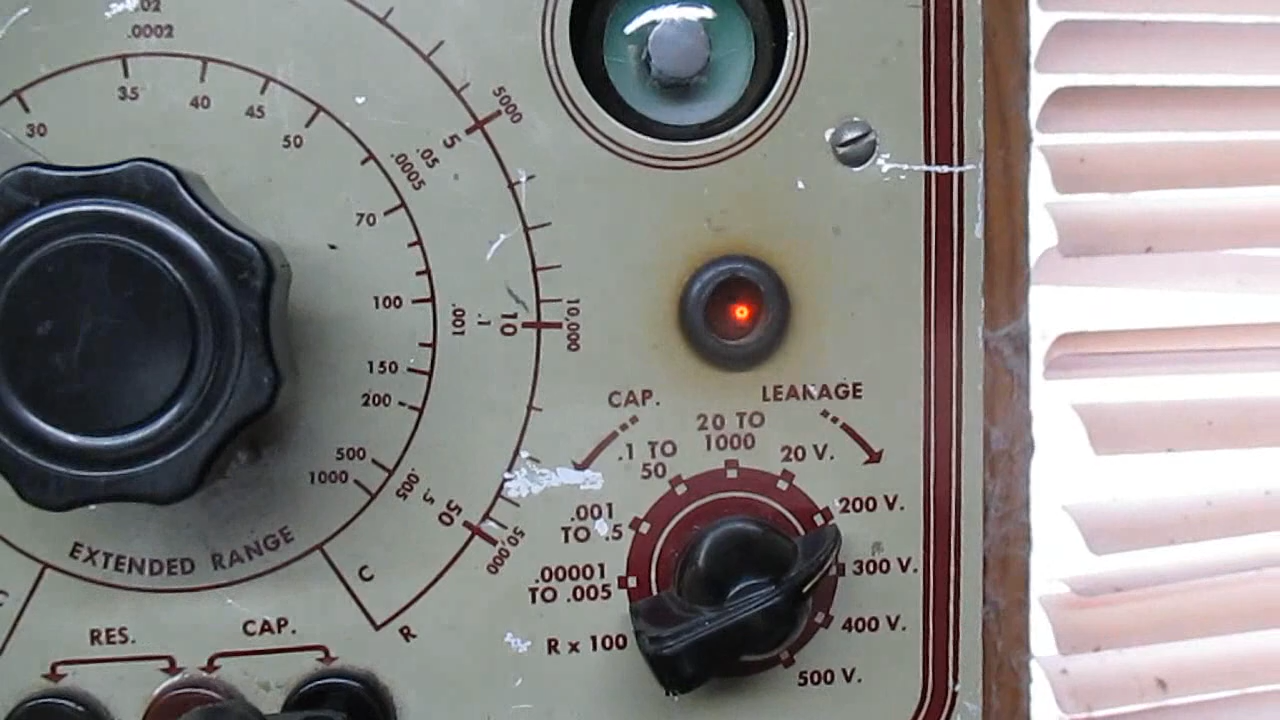 .02
.0002
30
35
40
45
50
70
100
150
200
500
1000
5000
5
.05
.0005
10,000
10
.1
.001
50,000
50
.5
.005
EXTENDED RANGE
C
R
RES.
CAP.
CAP.
LEAKAGE
20 TO
1000
.1 TO
50
20 V.
.001
TO .5
200 V.
.00001
TO .005
300 V.
R x 100
400 V.
500 V.